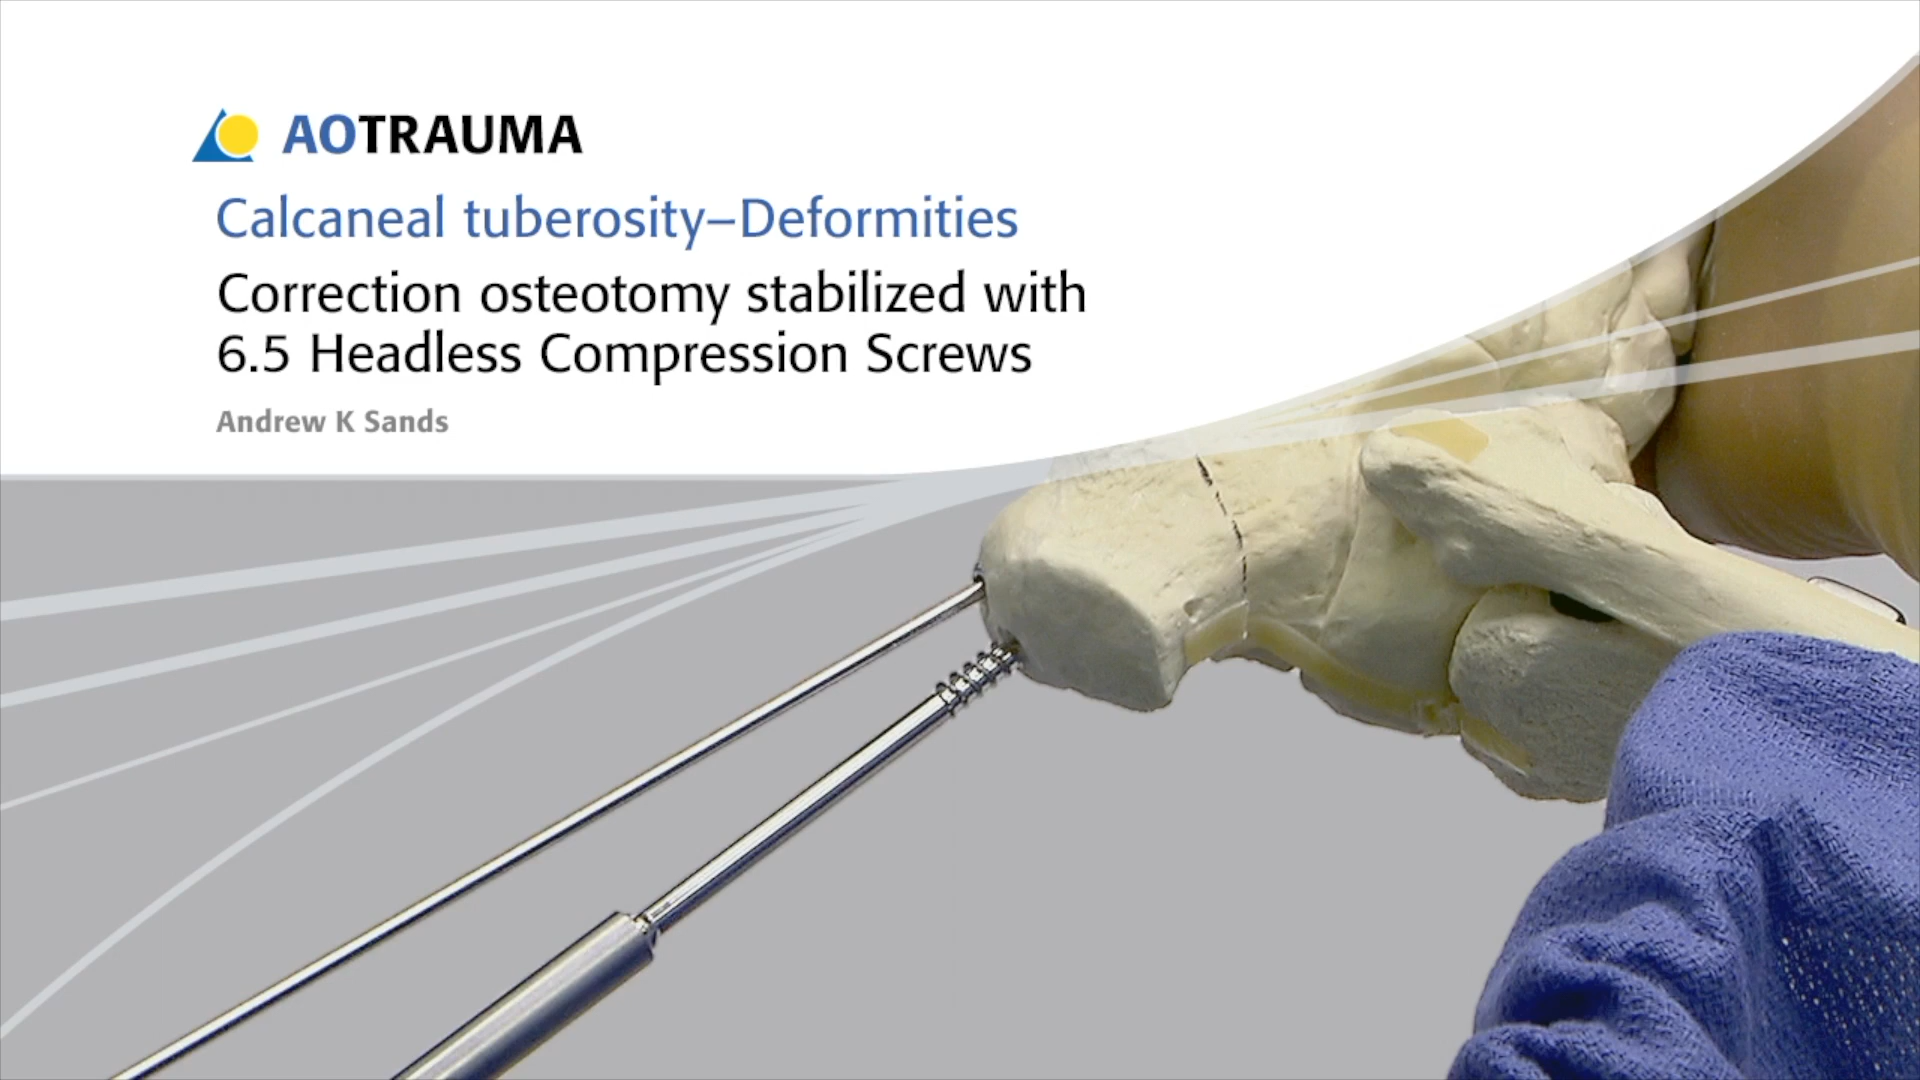 AOTRAUMA
Calcaneal tuberosity–Deformities
Correction osteotomy stabilized with
6.5 Headless Compression Screws
Andrew K Sands